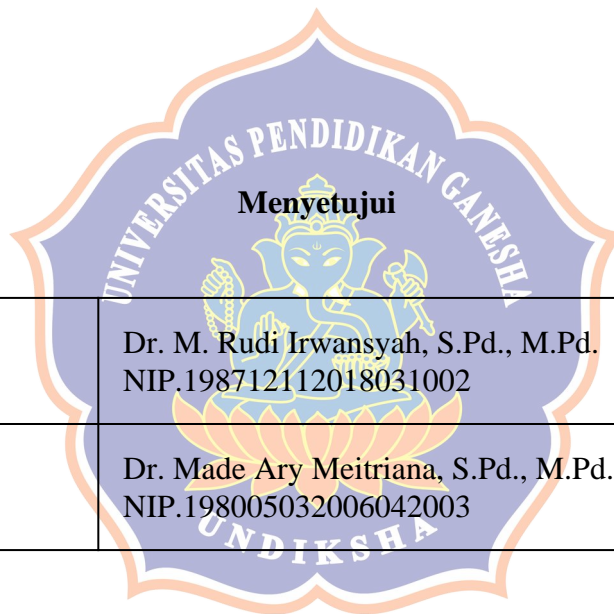 UNIVERSITAS PENDIDIKAN GANESHA
Menyetujui
Dr. M. Rudi Irwansyah, S.Pd., M.Pd.
NIP.198712112018031002
Dr. Made Ary Meitriana, S.Pd., M.Pd.
NIP.198005032006042003
UNDIKSHA